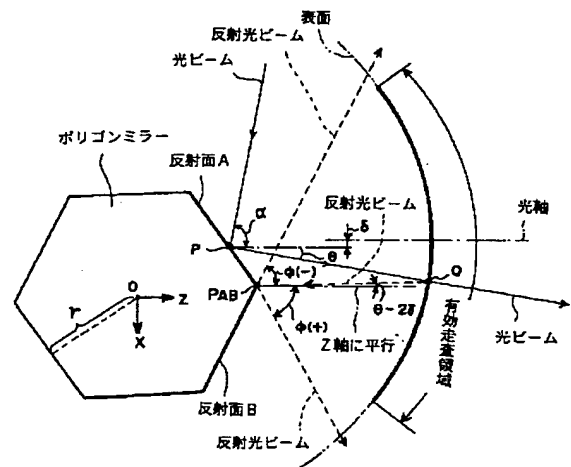 表面
反射光ビーム
光ビーム
ポリゴンミラー
反射面A
α
反射光ビーム
δ
光軸
P
θ
O
Z
X
r
PAB
φ(-)
Q
θ-2γ
φ(+)
Z軸に平行
有効走査領域
光ビーム
反射面B
反射光ビーム